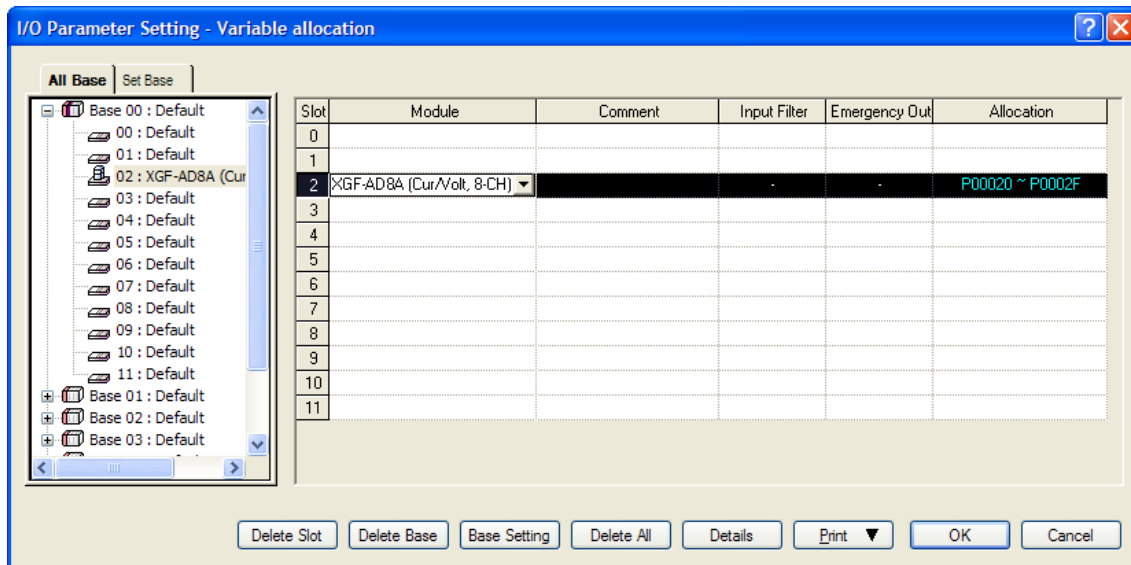 I/O Parameter Setting - Variable allocation
All Base Set Base
Base 00 : Default
00 : Default
01 : Default
02 : XGF-AD8A (Cur
03 : Default
04 : Default
05 : Default
06 : Default
07 : Default
08 : Default
09 : Default
10 : Default
11 : Default
Base 01 : Default
Base 02 : Default
Base 03 : Default
Slot Module Comment Input Filter Emergency Out Allocation
0
1
2 XGF-AD8A (Cur/Volt, 8-CH) - - P00020 ~ P0002F
3
4
5
6
7
8
9
10
11
Delete Slot Delete Base Base Setting Delete All Details Print ▼ OK Cancel